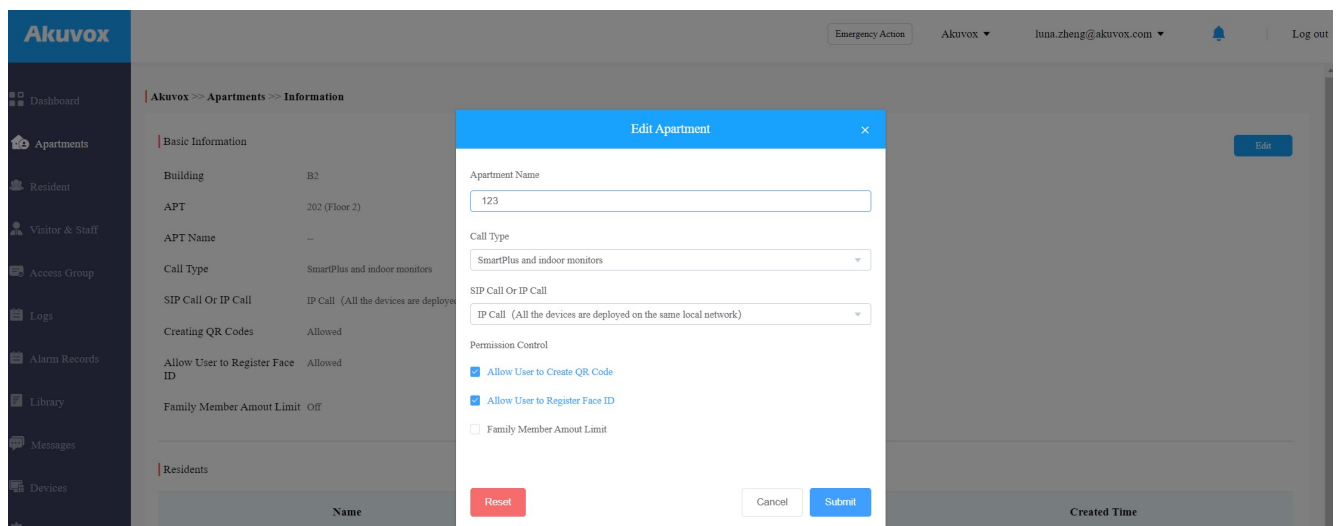 Akuvox
Emergency Action
Akuvox
luna.zheng@akuvox.com
Log out
Dashboard
Apartments
Resident
Visitor & Staff
Access Group
Logs
Alarm Records
Library
Messages
Devices
Akuvox >> Apartments >> Information
Basic Information
Edit
Building B2
APT 202 (Floor 2)
APT Name --
Call Type SmartPlus and indoor monitors
SIP Call Or IP Call IP Call (All the devices are deploye
Creating QR Codes Allowed
Allow User to Register Face Allowed
ID
Family Member Amout Limit Off
Residents
Name
Created Time
Edit Apartment
Apartment Name
123
Call Type
SmartPlus and indoor monitors
SIP Call Or IP Call
IP Call (All the devices are deployed on the same local network)
Permission Control
Allow User to Create QR Code
Allow User to Register Face ID
Family Member Amout Limit
Reset
Cancel
Submit